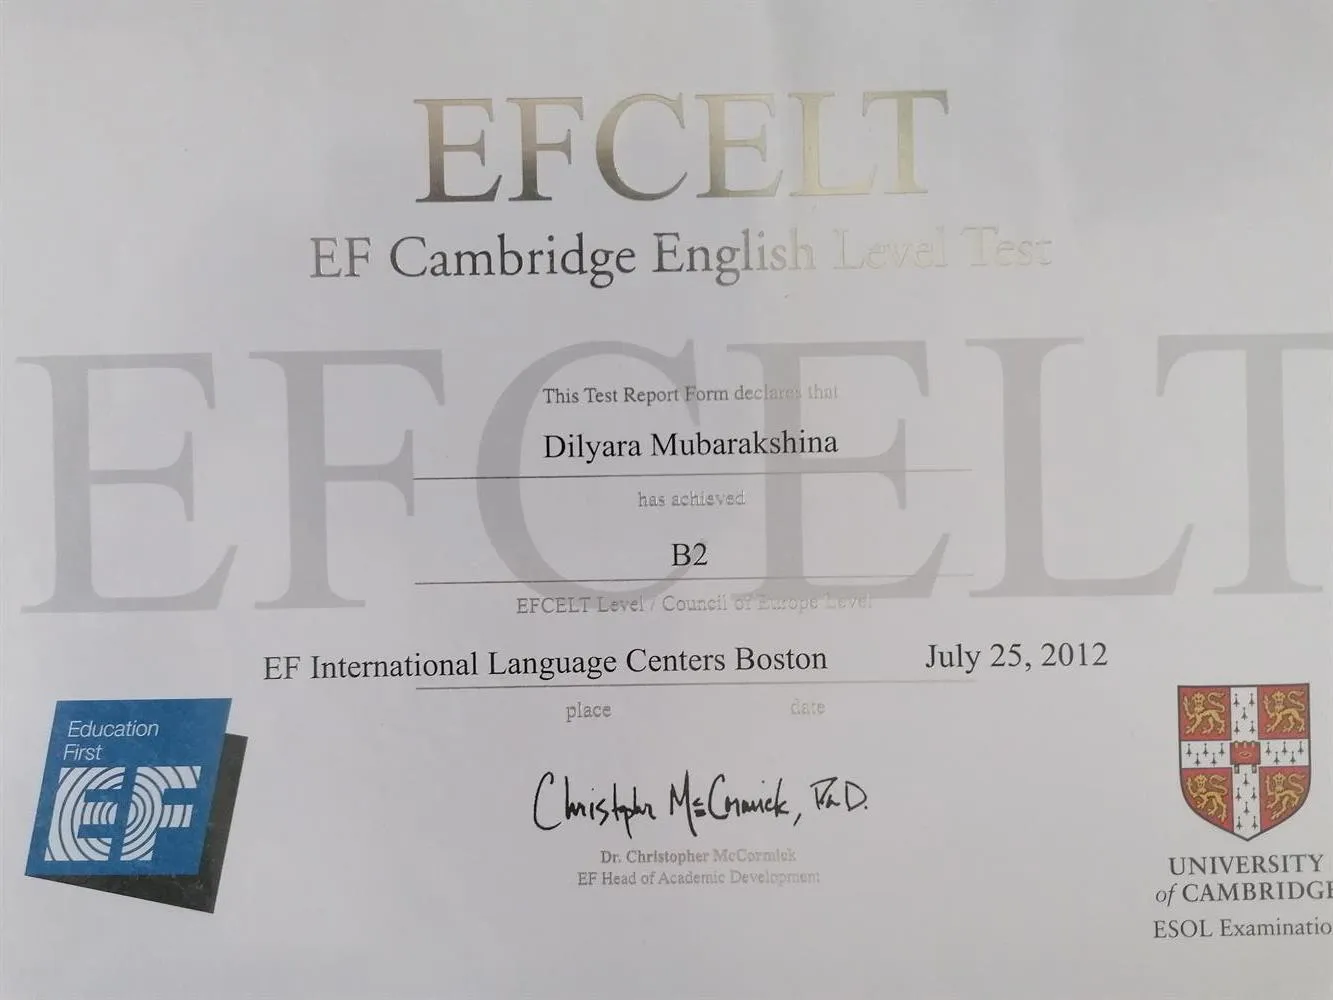 EFCELT
EF Cambridge English Level Test
EFCELT
This Test Report Form declares that
Dilyara Mubarakshina
has achieved
B2
EFCELT Level / Council of Europe Level
EF International Language Centers Boston July 25, 2012
place date
Education
First
EF
Christopher McCormick, Ph.D.
Dr. Christopher McCormick
EF Head of Academic Development
UNIVERSITY
of CAMBRIDGE
ESOL Examinatio